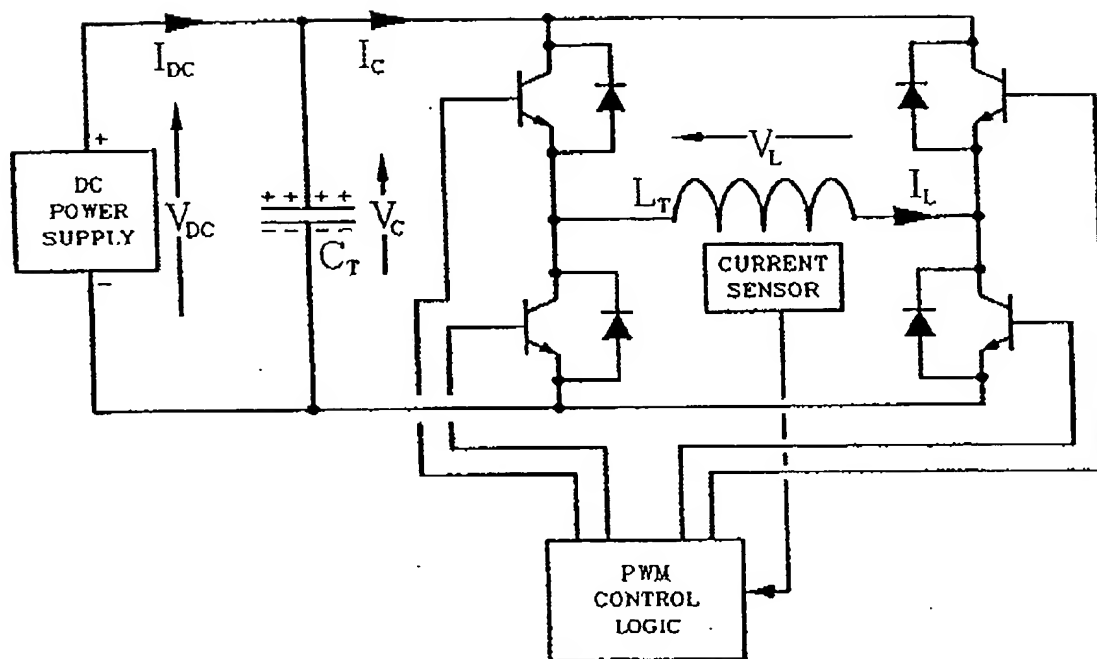 I_DC
I_C
+
DC
POWER
SUPPLY
-
V_DC
+ + + +
- - - - -
C_T
V_C
V_L
L_T
I_L
CURRENT
SENSOR
PWM
CONTROL
LOGIC